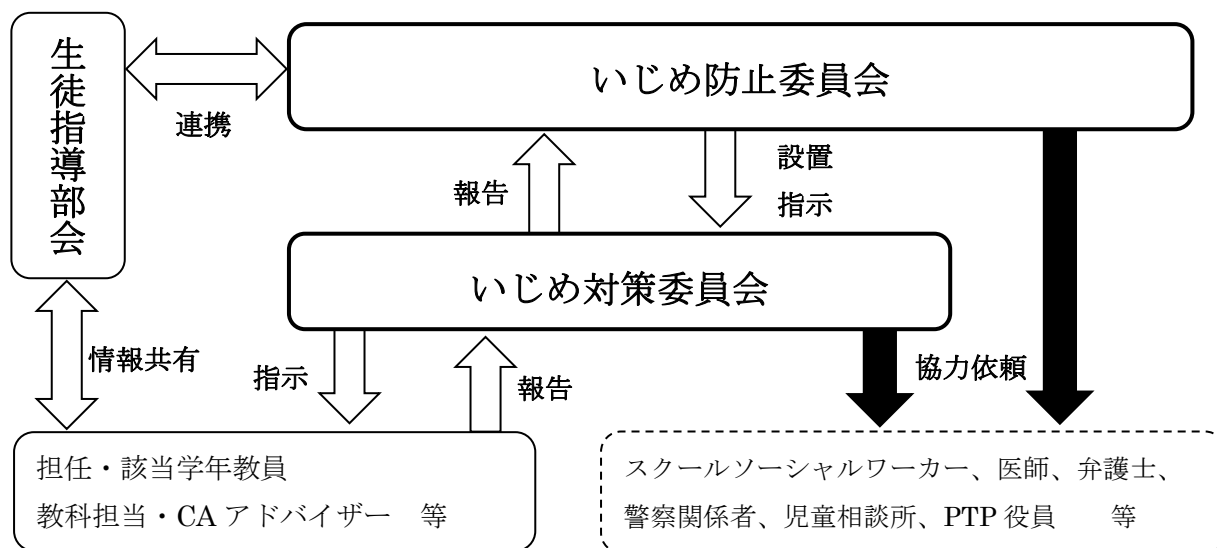 生徒指導部会
いじめ防止委員会
連携
報告
設置
指示
いじめ対策委員会
情報共有
指示
報告
協力依頼
担任・該当学年教員
教科担当・CA アドバイザー　等
スクールソーシャルワーカー、医師、弁護士、
警察関係者、児童相談所、PTP 役員　　等